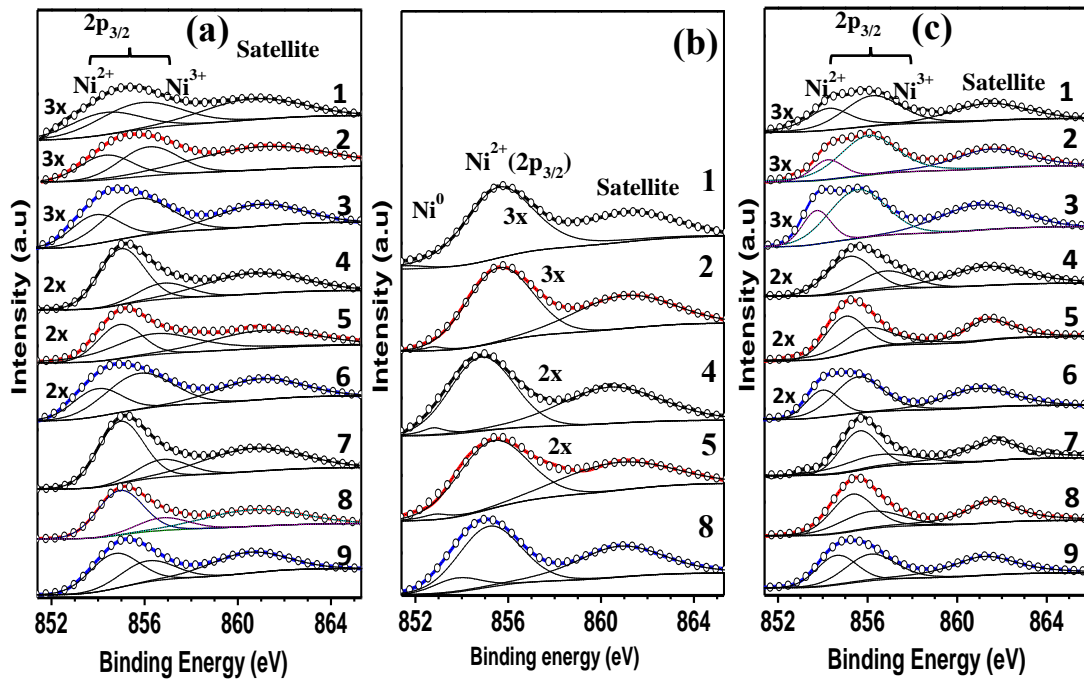 (a)
2p3/2
Satellite
Ni2+
Ni3+
3x
1
3x
2
3x
3
2x
4
2x
5
2x
6
7
8
9
852
856
860
864
Binding Energy (eV)
Intensity (a.u)
(b)
Ni2+(2p3/2)
Ni0
Satellite
1
3x
2
3x
4
2x
5
2x
8
852
856
860
864
Binding energy (eV)
Intensity (a.u)
(c)
2p3/2
Ni2+
Ni3+
Satellite
3x
1
3x
2
3x
3
2x
4
2x
5
2x
6
7
8
9
852
856
860
864
Binding Energy (eV)
Intensity (a.u)